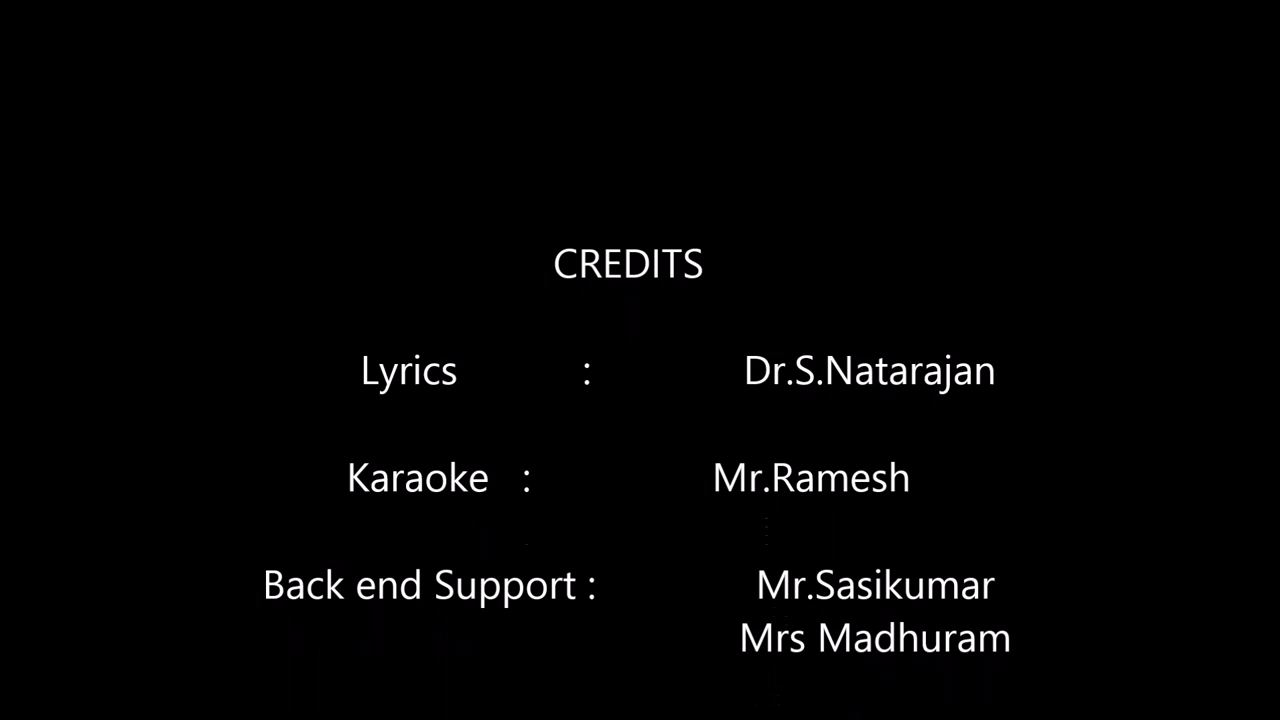 CREDITS
Lyrics : Dr.S.Natarajan
Karaoke : Mr.Ramesh
Back end Support : Mr.Sasikumar
Mrs Madhuram